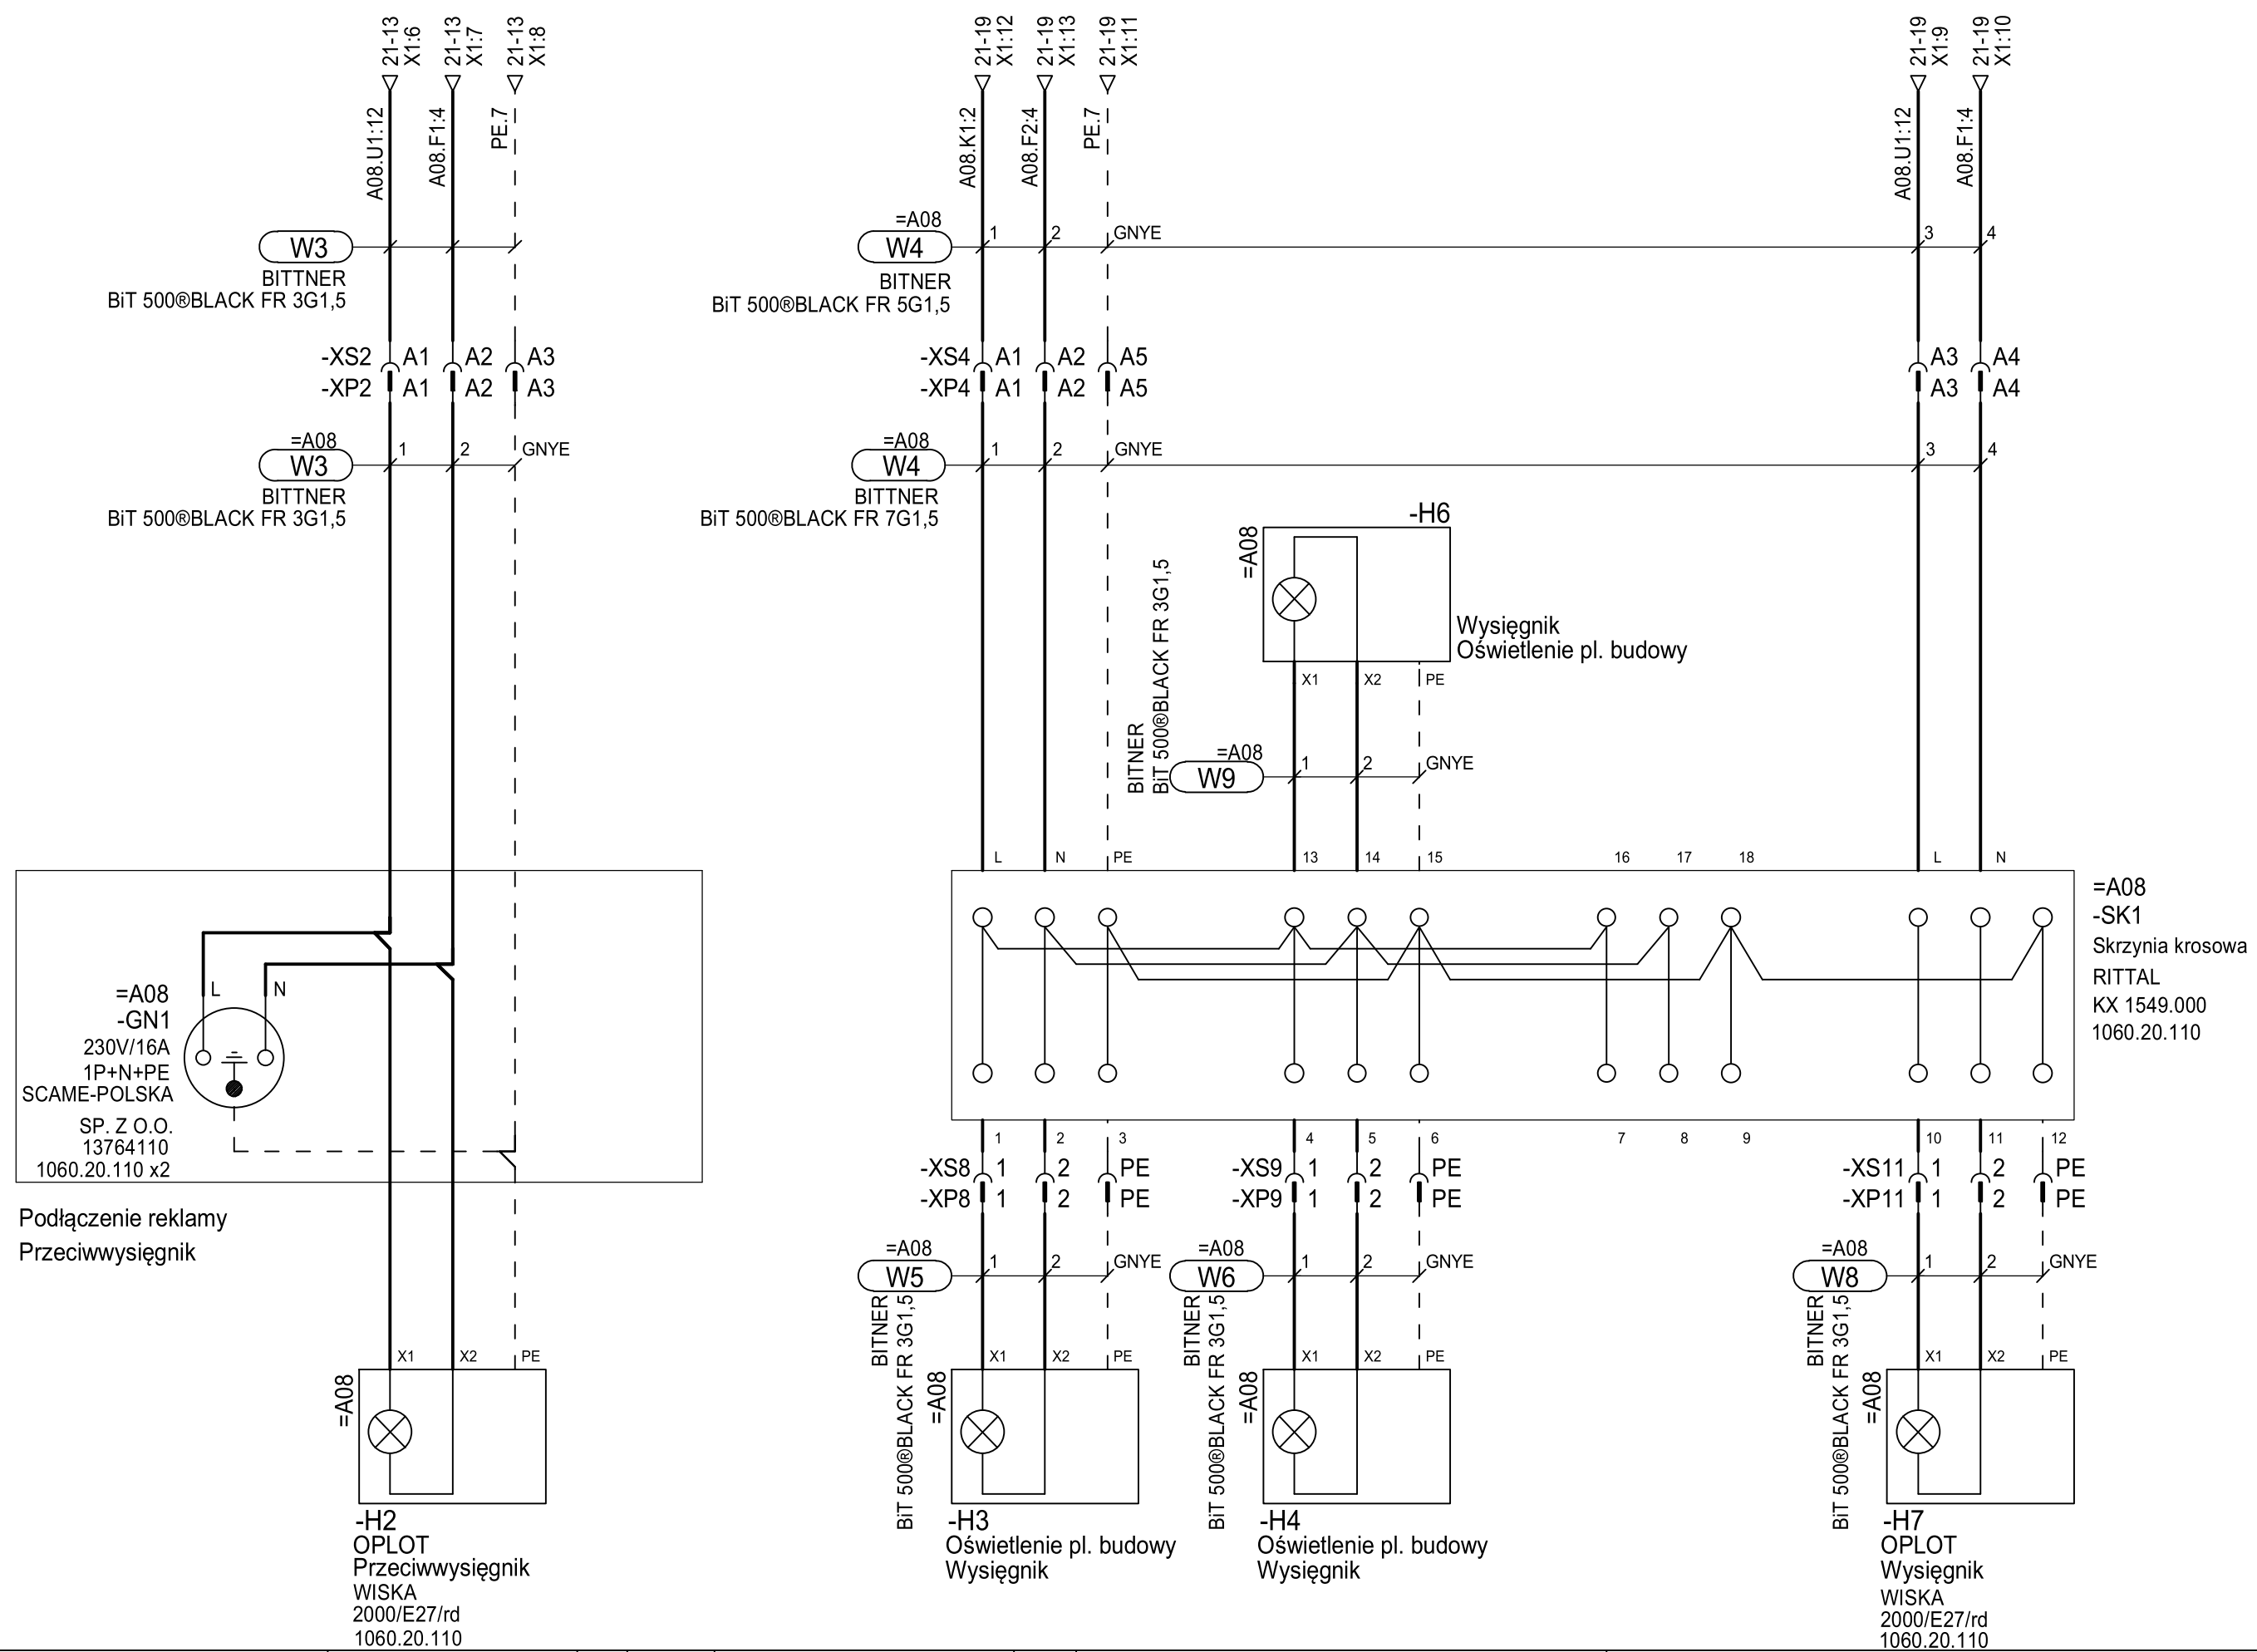 21-13
X1:6
21-13
X1:7
21-13
X1:8
21-19
X1:12
21-19
X1:13
21-19
X1:11
21-19
X1:9
21-19
X1:10
A08.U1:12
A08.F1:4
PE.7
A08.K1:2
A08.F2:4
PE.7
A08.U1:12
A08.F1:4
W3
BITTNER
BiT 500®BLACK FR 3G1,5
=A08
W4
1 2 GNYE 3 4
BITNER
BiT 500®BLACK FR 5G1,5
-XS2 A1 A2 A3
-XP2 A1 A2 A3
-XS4 A1 A2 A5 A3 A4
-XP4 A1 A2 A5 A3 A4
=A08
W3
1 2 GNYE
BITTNER
BiT 500®BLACK FR 3G1,5
=A08
W4
1 2 GNYE 3 4
BITTNER
BiT 500®BLACK FR 7G1,5
-H6
=A08
Wysięgnik
Oświetlenie pl. budowy
X1 X2 PE
BITNER
BiT 500®BLACK FR 3G1,5
=A08
W9
1 2 GNYE
L N PE 13 14 15 16 17 18 L N
=A08
-SK1
Skrzynia krosowa
RITTAL
KX 1549.000
1060.20.110
L N
=A08
-GN1
230V/16A
1P+N+PE
SCAME-POLSKA
SP. Z O.O.
13764110
1060.20.110 x2
Podłączenie reklamy
Przeciwwysięgnik
1 2 3 4 5 6 7 8 9 10 11 12
-XS8 1 2 PE
-XP8 1 2 PE
-XS9 1 2 PE
-XP9 1 2 PE
-XS11 1 2 PE
-XP11 1 2 PE
=A08
W5
1 2 GNYE
BITNER
BiT 500®BLACK FR 3G1,5
=A08
W6
1 2 GNYE
BITNER
BiT 500®BLACK FR 3G1,5
=A08
W8
1 2 GNYE
BITNER
BiT 500®BLACK FR 3G1,5
X1 X2 PE
=A08
-H2
OPLOT
Przeciwwysięgnik
WISKA
2000/E27/rd
1060.20.110
X1 X2 PE
=A08
-H3
Oświetlenie pl. budowy
Wysięgnik
X1 X2 PE
=A08
-H4
Oświetlenie pl. budowy
Wysięgnik
X1 X2 PE
=A08
-H7
OPLOT
Wysięgnik
WISKA
2000/E27/rd
1060.20.110